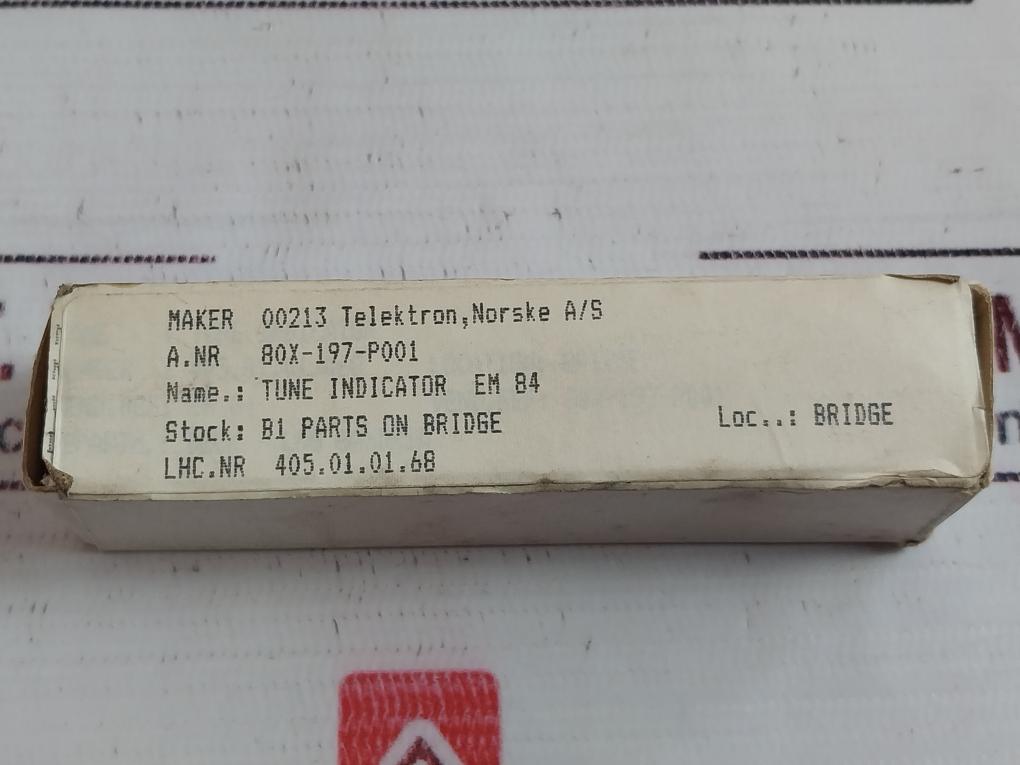 MAKER 00213 Telektron,Norske A/S
A.NR 80X-197-P001
Name.: TUNE INDICATOR EM 84
Stock: B1 PARTS ON BRIDGE Loc..: BRIDGE
LHC.NR 405.01.01.68